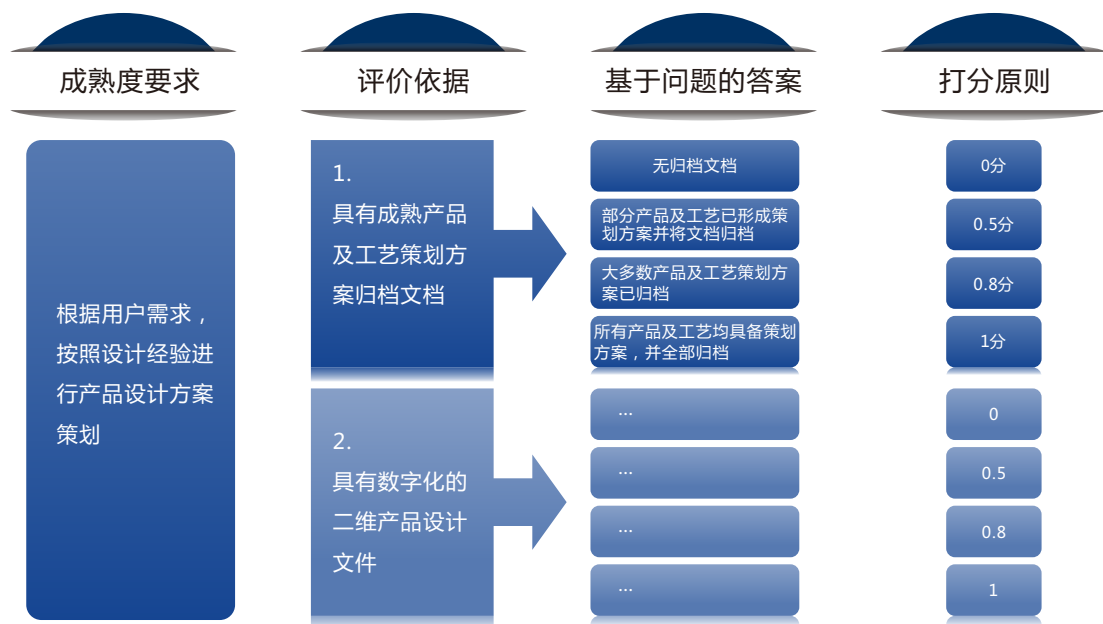 成熟度要求
评价依据
基于问题的答案
打分原则
根据用户需求，
按照设计经验进
行产品设计方案
策划
1.
具有成熟产品
及工艺策划方
案归档文档
无归档文档
0分
部分产品及工艺已形成策
划方案并将文档归档
0.5分
大多数产品及工艺策划方
案已归档
0.8分
所有产品及工艺均具备策划
方案，并全部归档
1分
2.
具有数字化的
二维产品设计
文件
...
0
...
0.5
...
0.8
...
1